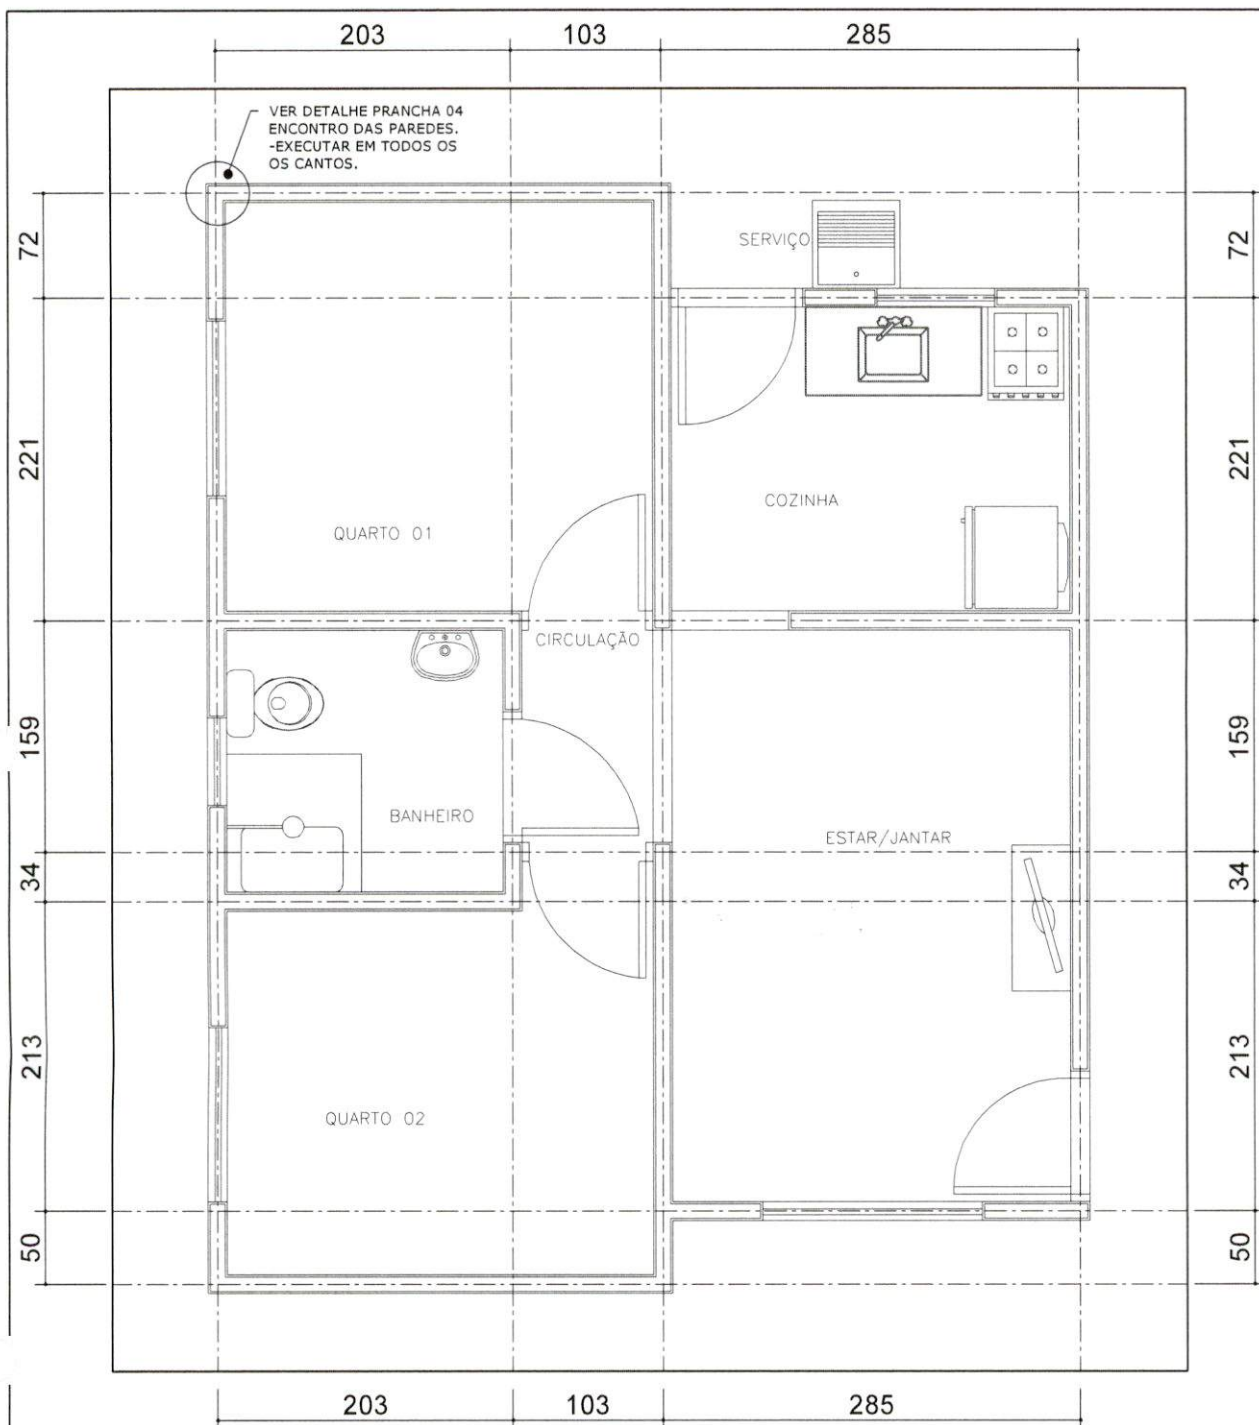 203 103 285
VER DETALHE PRANCHA 04
ENCONTRO DAS PAREDES.
-EXECUTAR EM TODOS OS
OS CANTOS.
72
SERVIÇO
72
221
COZINHA
221
QUARTO 01
CIRCULAÇÃO
159
BANHEIRO
ESTAR/JANTAR
159
34
34
213
QUARTO 02
213
50
50
203 103 285